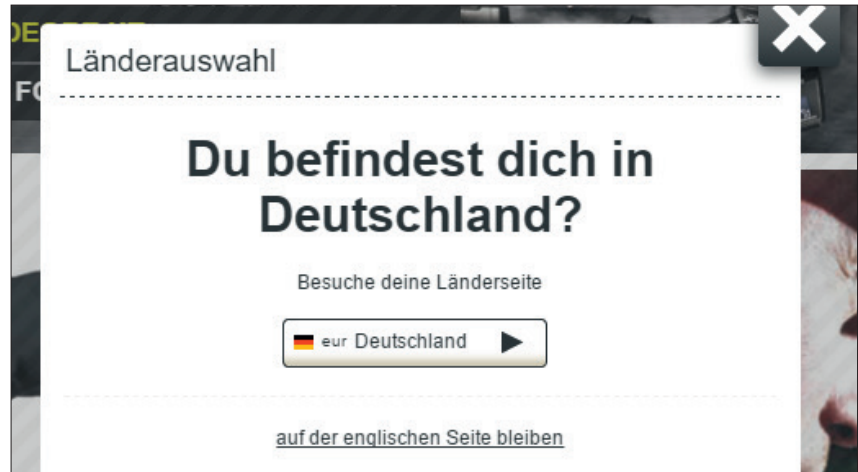 Länderauswahl
Du befindest dich in
Deutschland?
Besuche deine Länderseite
eur Deutschland
auf der englischen Seite bleiben